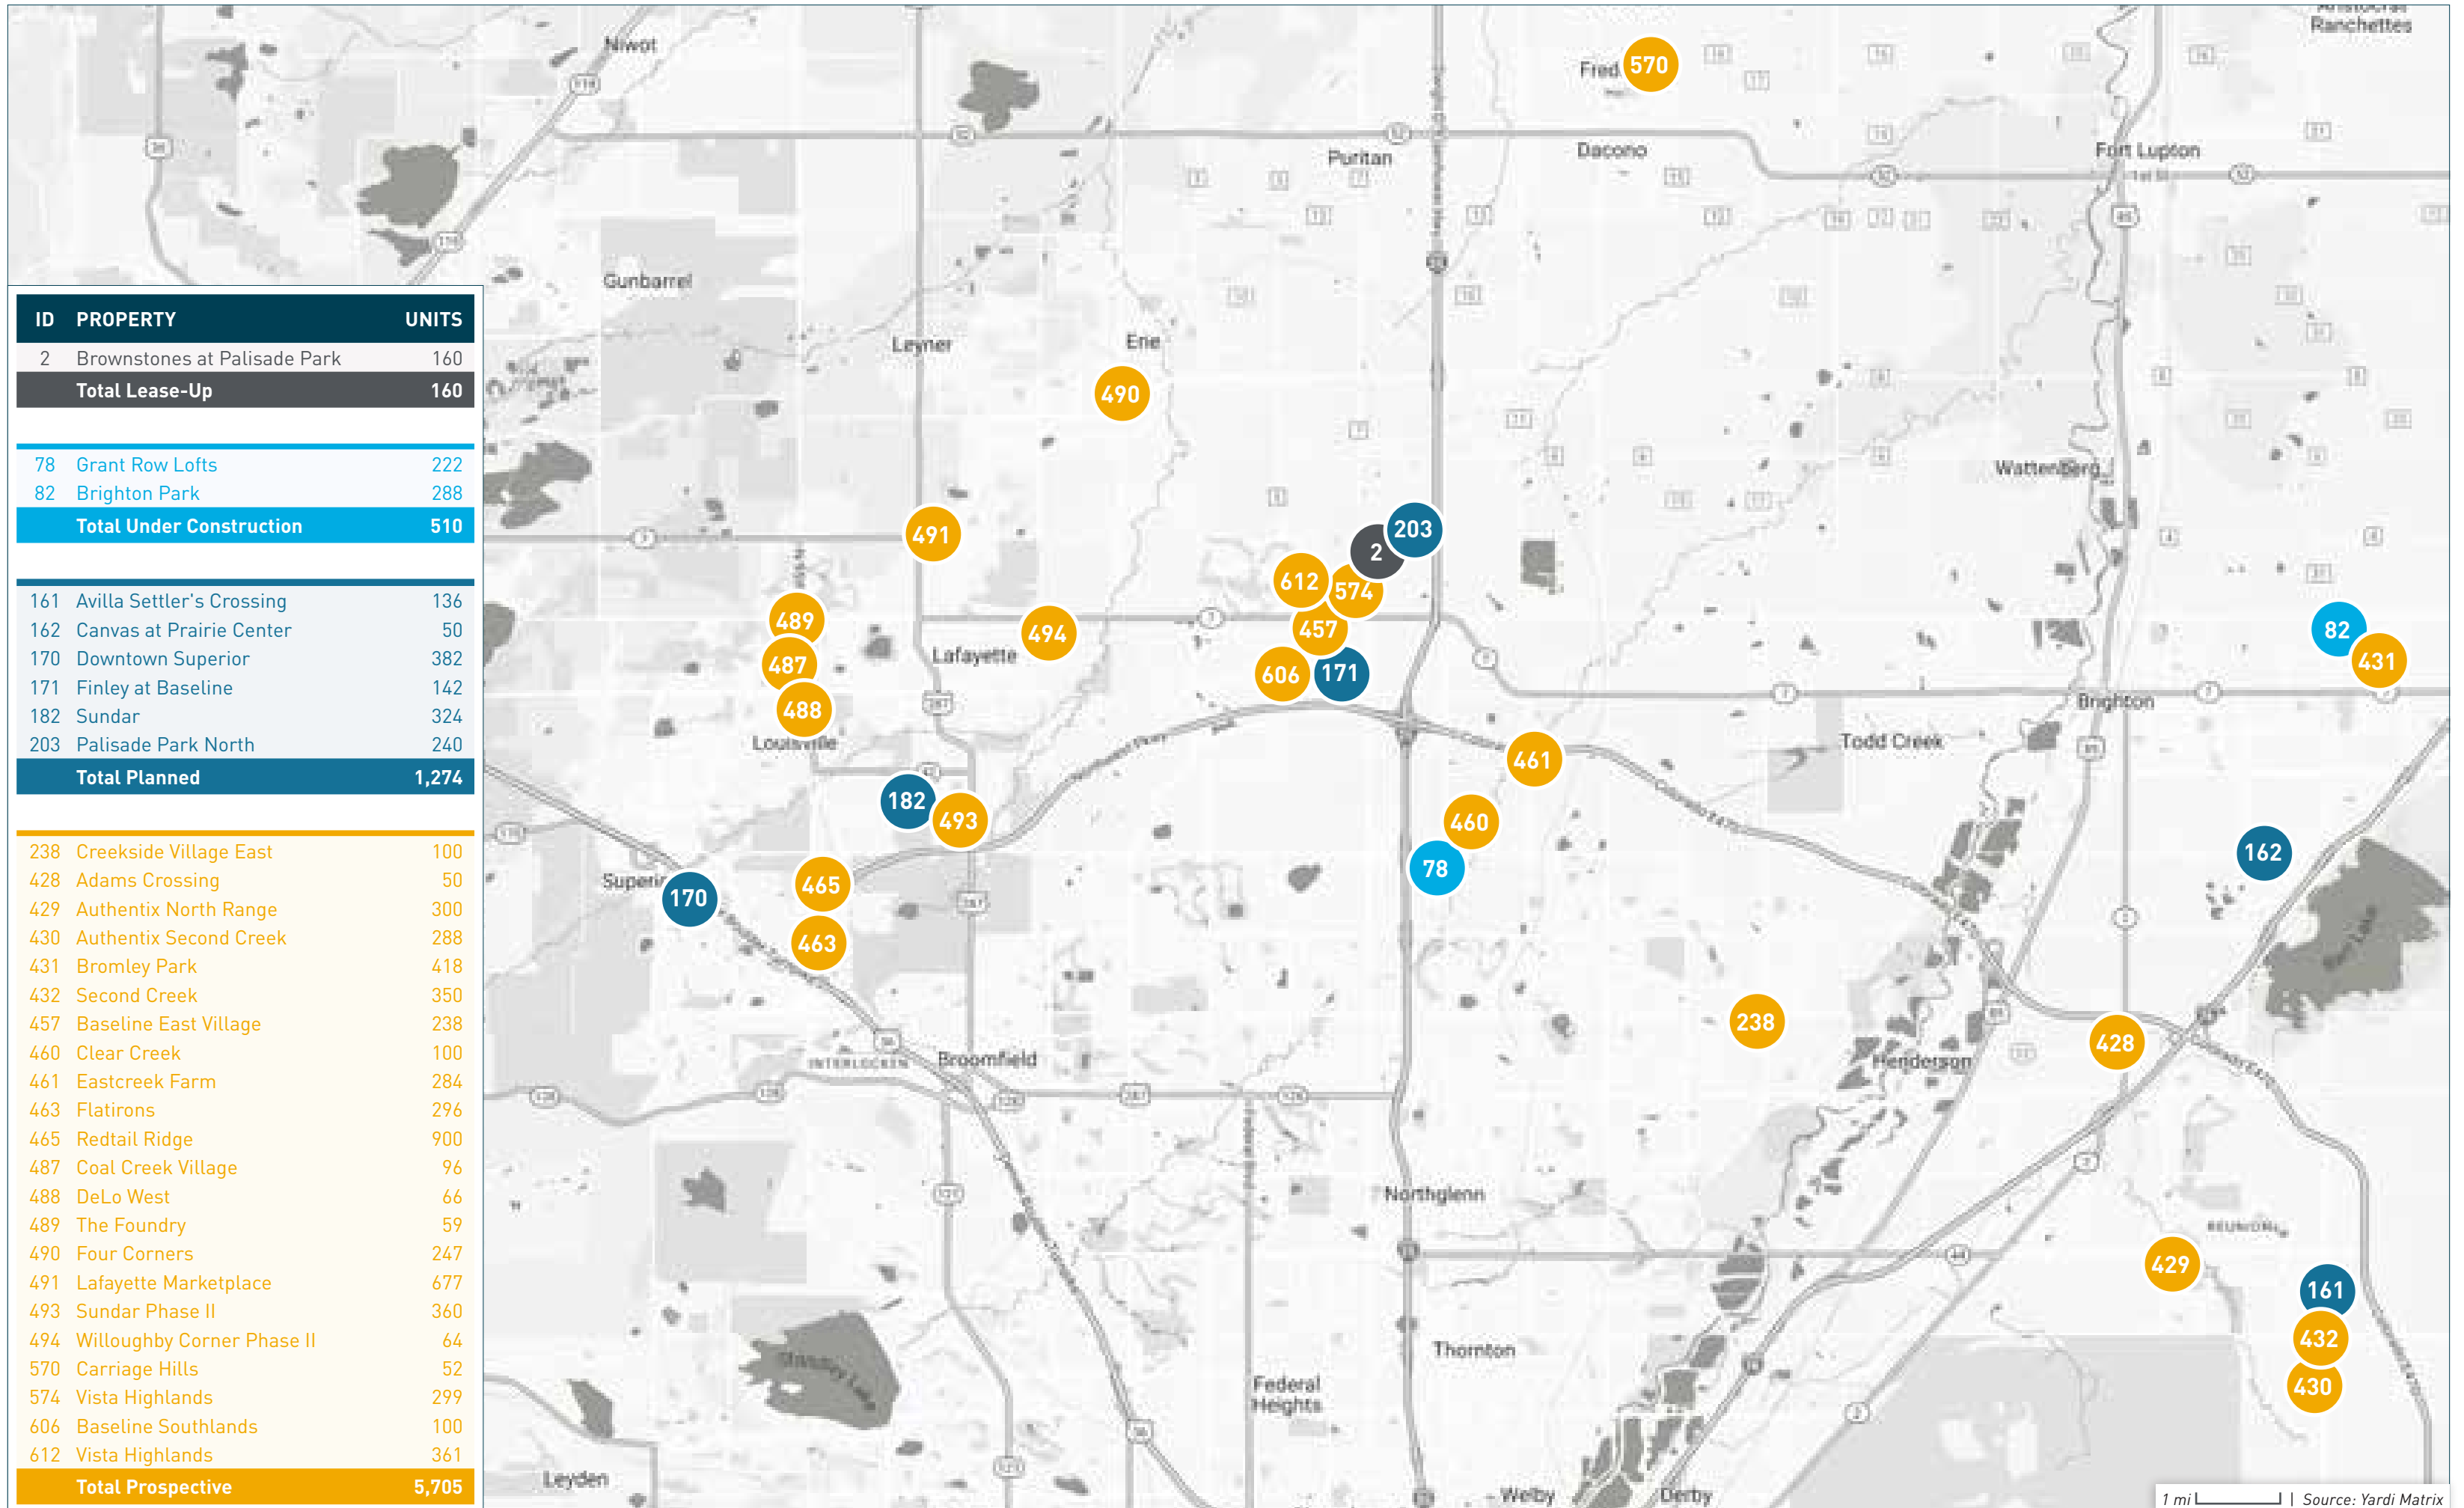 ID PROPERTY UNITS
2 Brownstones at Palisade Park 160
Total Lease-Up 160
78 Grant Row Lofts 222
82 Brighton Park 288
Total Under Construction 510
161 Avilla Settler's Crossing 136
162 Canvas at Prairie Center 50
170 Downtown Superior 382
171 Finley at Baseline 142
182 Sundar 324
203 Palisade Park North 240
Total Planned 1,274
238 Creekside Village East 100
428 Adams Crossing 50
429 Authentix North Range 300
430 Authentix Second Creek 288
431 Bromley Park 418
432 Second Creek 350
457 Baseline East Village 238
460 Clear Creek 100
461 Eastcreek Farm 284
463 Flatirons 296
465 Redtail Ridge 900
487 Coal Creek Village 96
488 DeLo West 66
489 The Foundry 59
490 Four Corners 247
491 Lafayette Marketplace 677
493 Sundar Phase II 360
494 Willoughby Corner Phase II 64
570 Carriage Hills 52
574 Vista Highlands 299
606 Baseline Southlands 100
612 Vista Highlands 361
Total Prospective 5,705
Niwot
Ranchettes
Fred
570
Puritan
Dacono
Fort Lupton
Gunbarrel
Leyner
Erie
490
Wattenberg
491
203
2
612
574
489
494
457
82
Lafayette
487
606
171
431
488
Louisville
Brighton
Todd Creek
461
182
493
460
78
162
Superi
170
465
463
238
428
INTERLOCKEN
Broomfield
Henderson
Northglenn
REUNION
429
161
432
430
Thornton
Federal
Heights
Standley Lake
Leyden
Welby
Derby
1 mi | Source: Yardi Matrix